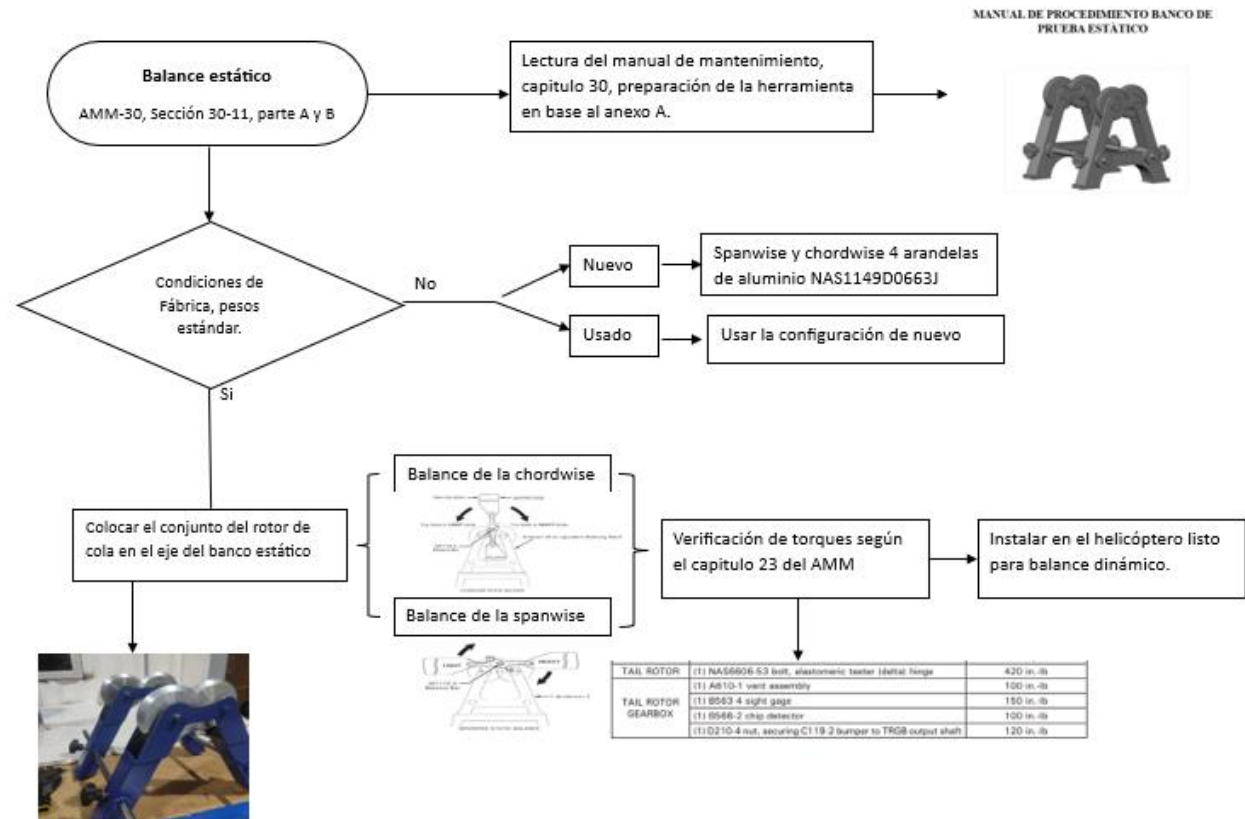 MANUAL DE PROCEDIMIENTO BANCO DE
PRUEBA ESTÀTICO
Balance estático
AMM-30, Sección 30-11, parte A y B
Lectura del manual de mantenimiento,
capitulo 30, preparación de la herramienta
en base al anexo A.
Condiciones de
Fábrica, pesos
estándar.
No
Nuevo
Spanwise y chordwise 4 arandelas
de aluminio NAS1149D0663J
Usado
Usar la configuración de nuevo
Si
Colocar el conjunto del rotor de
cola en el eje del banco estático
Balance de la chordwise
Balance de la spanwise
LIGHT
HEAVY
Verificación de torques según
el capitulo 23 del AMM
Instalar en el helicóptero listo
para balance dinámico.
TAIL ROTOR (1) NAS6606-53 bolt, elastomeric teeter (delta) hinge 420 in.-lb
TAIL ROTOR
GEARBOX
(1) A610-1 vent assembly 100 in.-lb
(1) B563-4 sight gage 150 in.-lb
(1) B566-2 chip detector 100 in.-lb
(1) D210-4 nut, securing C119-2 bumper to TRGB output shaft 120 in.-lb